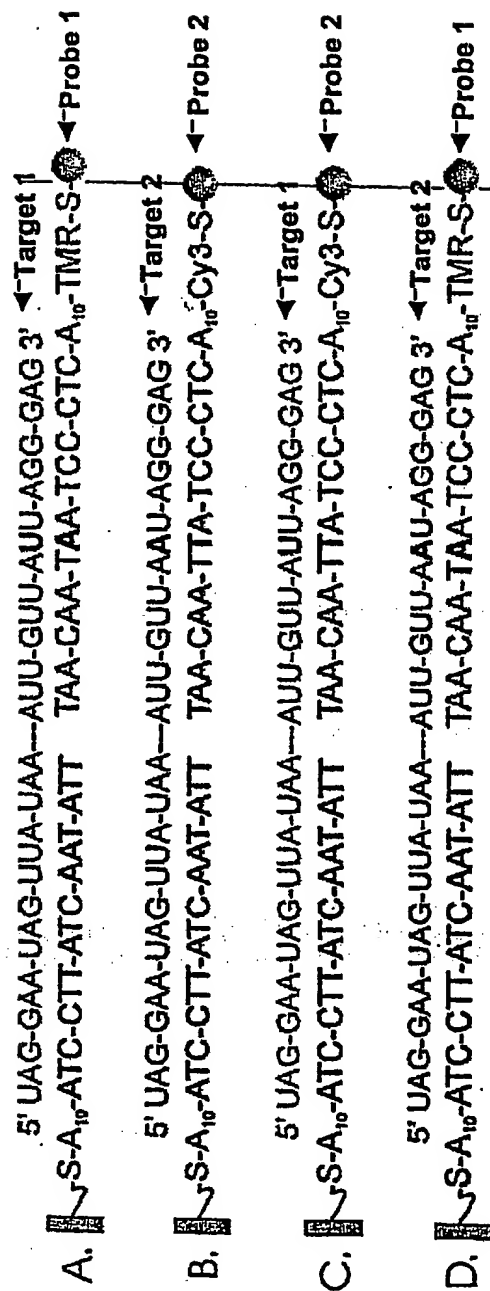 5' UAG-GAA-UAG-UUA-UAA---AUU-GUU-AUU-AGG-GAG 3' Target 1
A. S-A10-ATC-CTT-ATC-AAT-ATT TAA-CAA-TAA-TCC-CTC-A10-TMR-S- Probe 1
5' UAG-GAA-UAG-UUA-UAA---AUU-GUU-AAU-AGG-GAG 3' Target 2
B. S-A10-ATC-CTT-ATC-AAT-ATT TAA-CAA-TTA-TCC-CTC-A10-Cy3-S- Probe 2
5' UAG-GAA-UAG-UUA-UAA---AUU-GUU-AUU-AGG-GAG 3' Target 1
C. S-A10-ATC-CTT-ATC-AAT-ATT TAA-CAA-TTA-TCC-CTC-A10-Cy3-S- Probe 2
5' UAG-GAA-UAG-UUA-UAA---AUU-GUU-AAU-AGG-GAG 3' Target 2
D. S-A10-ATC-CTT-ATC-AAT-ATT TAA-CAA-TAA-TCC-CTC-A10-TMR-S- Probe 1